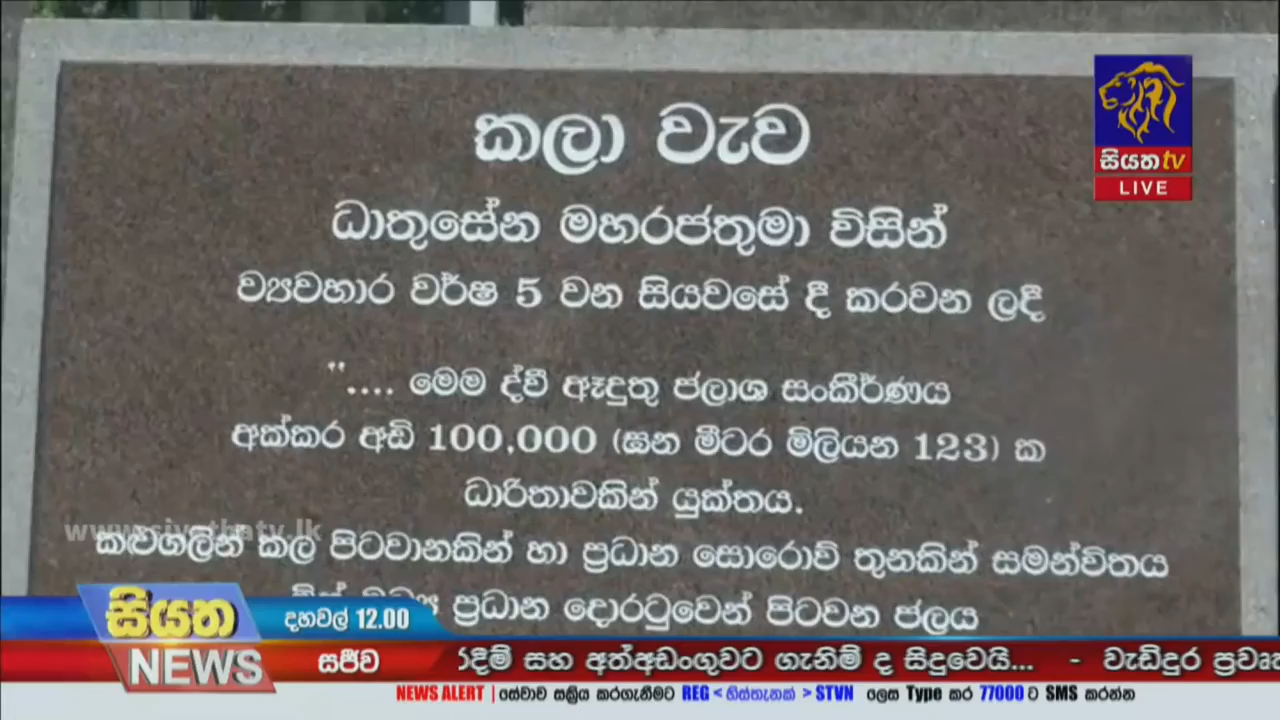 කලා වැව
සියත tv
LIVE
ධාතුසේන මහරජතුමා විසින්
ව්‍යවහාර වර්ෂ 5 වන සියවසේ දී කරවන ලදී
".... මෙම ද්වී ඈදුතු ජලාශ සංකීර්ණය
අක්කර අඩි 100,000 (ඝන මීටර මිලියන 123) ක
ධාරිතාවකින් යුක්තය.
www.siyathatv.lk
කළුගලින් කල පිටවානකින් හා ප්‍රධාන සොරොව් තුනකින් සමන්විතය
ප්‍රධාන දොරටුවෙන් පිටවන ජලය
සියත
NEWS
දහවල් 12.00
සජීව
රදීම් සහ අත්අඩංගුවට ගැනීම් ද සිදුවෙයි... - වැඩිදුර
NEWS ALERT | සේවාව සක්‍රිය කරගැනීමට REG < හිස්තැනක් > STVN ලෙස Type කර 77000 ට SMS කරන්න